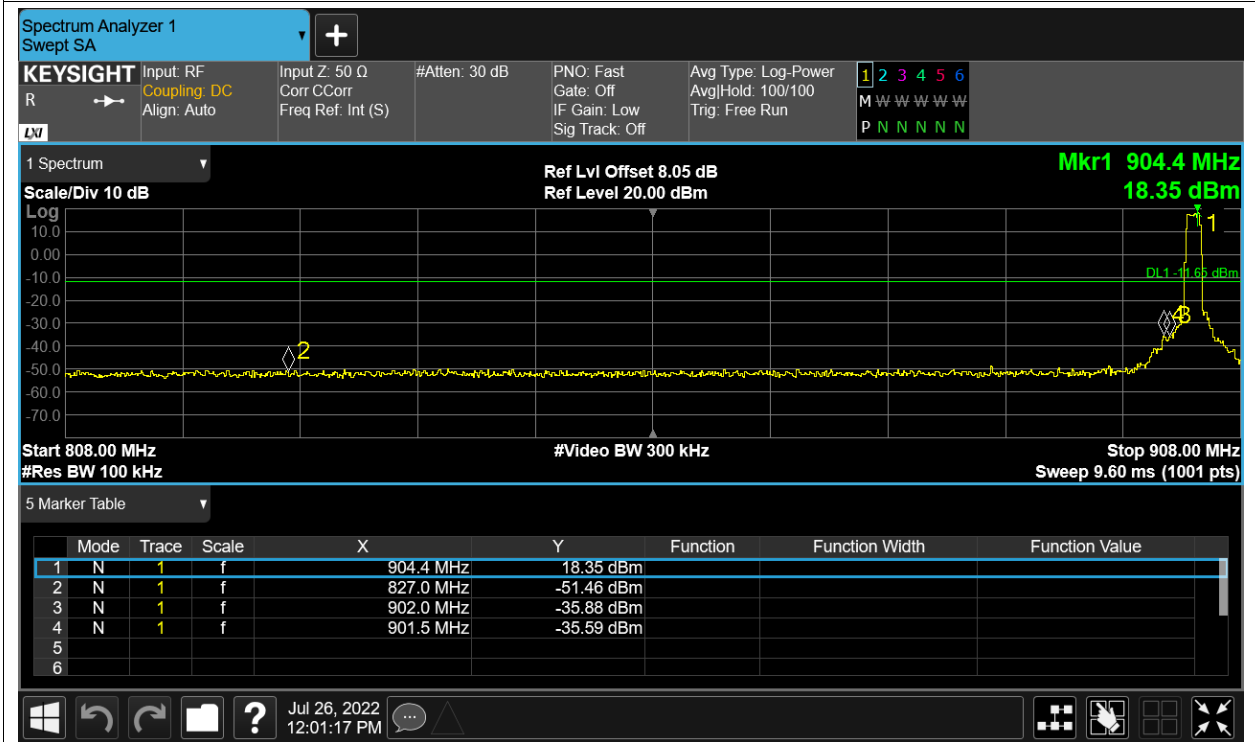 Spectrum Analyzer 1
Swept SA
+
KEYSIGHT Input: RF Input Z: 50 Ω #Atten: 30 dB PNO: Fast Avg Type: Log-Power 1 2 3 4 5 6
R Coupling: DC Corr CCorr Gate: Off Avg|Hold: 100/100 M W W W W W
Align: Auto Freq Ref: Int (S) IF Gain: Low Trig: Free Run
LXI Sig Track: Off P N N N N N
1 Spectrum Ref Lvl Offset 8.05 dB Mkr1 904.4 MHz
Scale/Div 10 dB Ref Level 20.00 dBm 18.35 dBm
Log
1
10.0
0.00
DL1 -11.65 dBm
-10.0
-20.0
-30.0
4 3
-40.0
2
-50.0
-60.0
-70.0
Start 808.00 MHz #Video BW 300 kHz Stop 908.00 MHz
#Res BW 100 kHz Sweep 9.60 ms (1001 pts)
5 Marker Table
Mode Trace Scale X Y Function Function Width Function Value
1 N 1 f 904.4 MHz 18.35 dBm
2 N 1 f 827.0 MHz -51.46 dBm
3 N 1 f 902.0 MHz -35.88 dBm
4 N 1 f 901.5 MHz -35.59 dBm
5
6
? Jul 26, 2022
12:01:17 PM